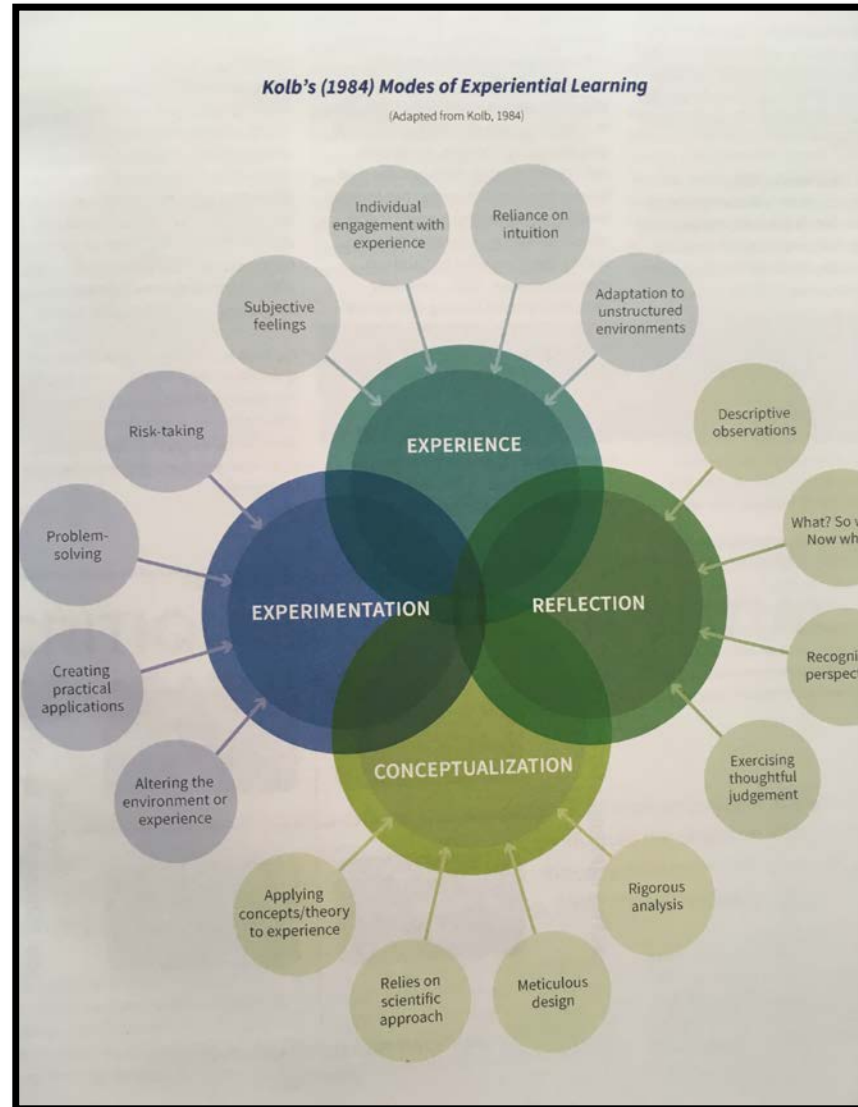 Kolb's (1984) Modes of Experiential Learning
(Adapted from Kolb, 1984)
Individual
engagement with
experience
Reliance on
intuition
Subjective
feelings
Adaptation to
unstructured
environments
EXPERIENCE
Risk-taking
Problem-
solving
Creating
practical
applications
Altering the
environment or
experience
EXPERIMENTATION
REFLECTION
Descriptive
observations
What? So
Now
Exercising
thoughtful
judgement
CONCEPTUALIZATION
Applying
concepts/theory
to experience
Relies on
scientific
approach
Meticulous
design
Rigorous
analysis